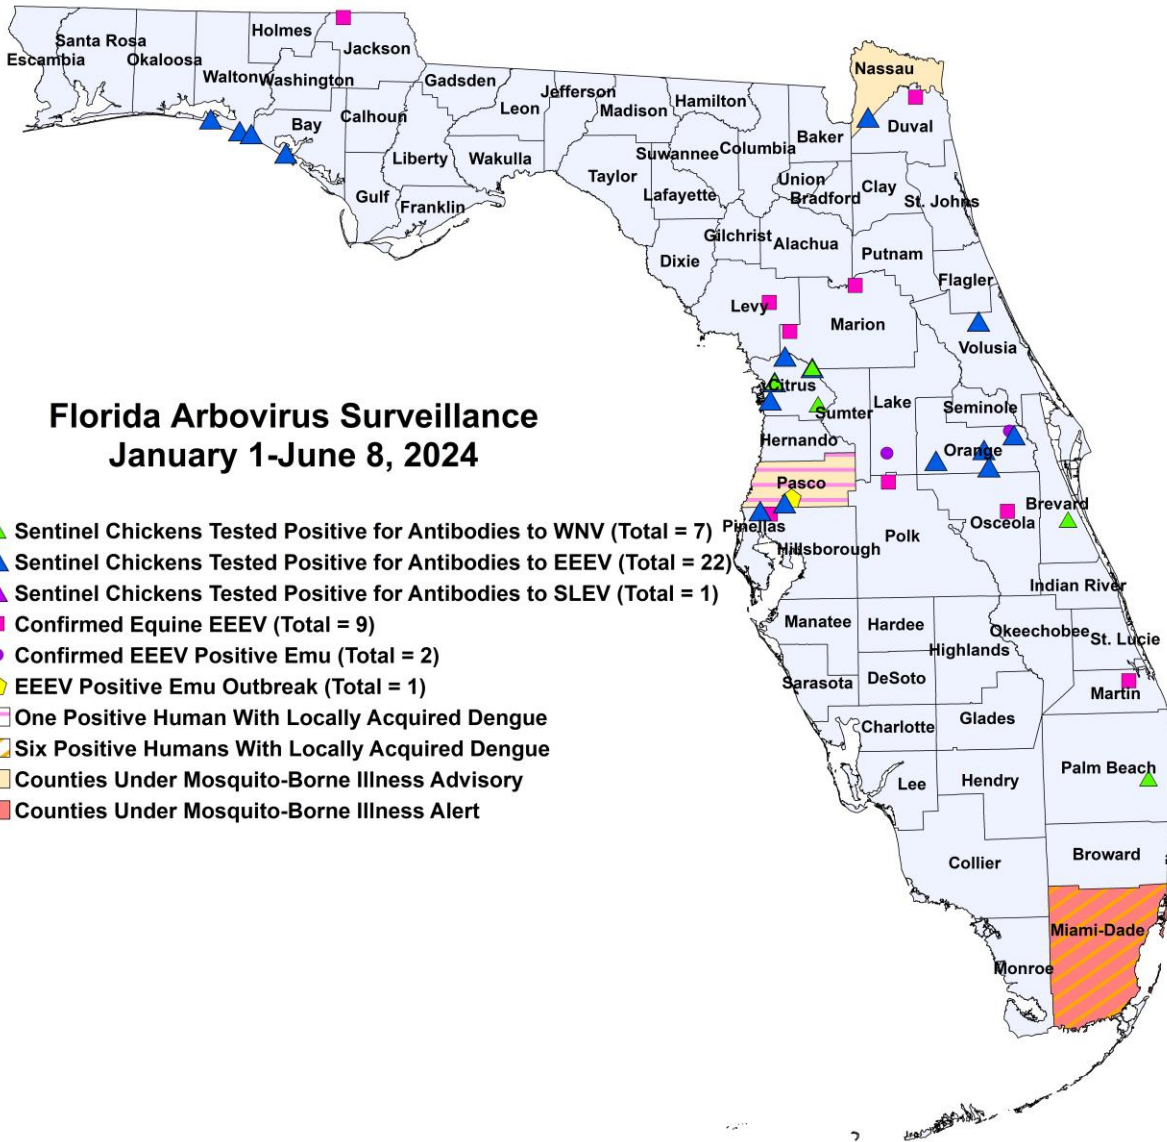 Holmes
Santa Rosa
Jackson
Escambia
Okaloosa
Walton
Washington
Gadsden
Jefferson
Nassau
Leon
Madison
Hamilton
Bay
Calhoun
Duval
Baker
Columbia
Suwannee
Liberty
Wakulla
Taylor
Union
Lafayette
Clay
Bradford
St. Johns
Gulf
Franklin
Gilchrist
Alachua
Putnam
Dixie
Flagler
Levy
Marion
Volusia
Citrus
Lake
Sumter
Seminole
Hernando
Orange
Florida Arbovirus Surveillance
January 1-June 8, 2024
Pasco
Brevard
Osceola
Pinellas
Polk
Hillsborough
Sentinel Chickens Tested Positive for Antibodies to WNV (Total = 7)
Sentinel Chickens Tested Positive for Antibodies to EEEV (Total = 22)
Sentinel Chickens Tested Positive for Antibodies to SLEV (Total = 1)
Confirmed Equine EEEV (Total = 9)
Confirmed EEEV Positive Emu (Total = 2)
EEEV Positive Emu Outbreak (Total = 1)
One Positive Human With Locally Acquired Dengue
Six Positive Humans With Locally Acquired Dengue
Counties Under Mosquito-Borne Illness Advisory
Counties Under Mosquito-Borne Illness Alert
Indian River
Manatee
Hardee
Okeechobee
St. Lucie
Highlands
Sarasota
DeSoto
Martin
Charlotte
Glades
Palm Beach
Lee
Hendry
Broward
Collier
Miami-Dade
Monroe